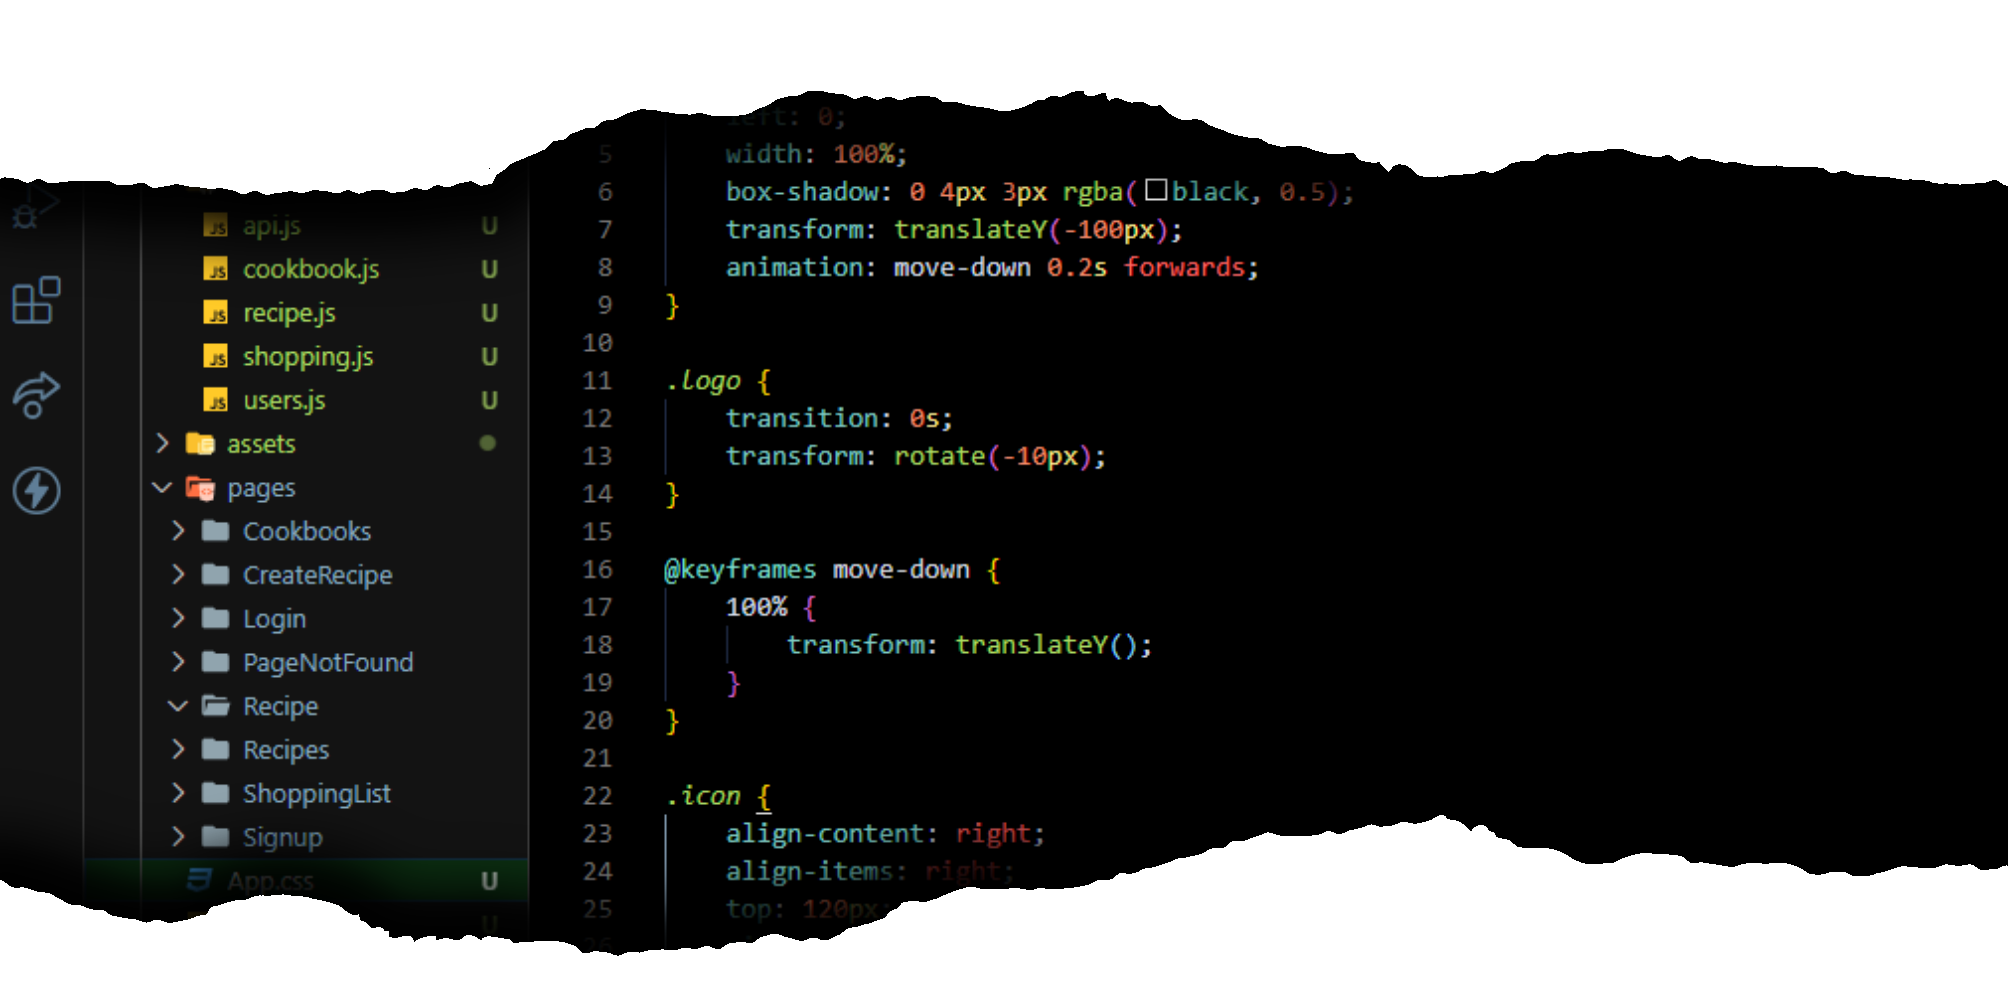 api.js U
cookbook.js U
recipe.js U
shopping.js U
users.js U
assets
pages
Cookbooks
CreateRecipe
Login
PageNotFound
Recipe
Recipes
ShoppingList
Signup
App.css U
U
left: 0;
5 width: 100%;
6 box-shadow: 0 4px 3px rgba(black, 0.5);
7 transform: translateY(-100px);
8 animation: move-down 0.2s forwards;
9 }
10
11 .logo {
12 transition: 0s;
13 transform: rotate(-10px);
14 }
15
16 @keyframes move-down {
17 100% {
18 transform: translateY();
19 }
20 }
21
22 .icon {
23 align-content: right;
24 align-items: right;
25 top: 120px;
26